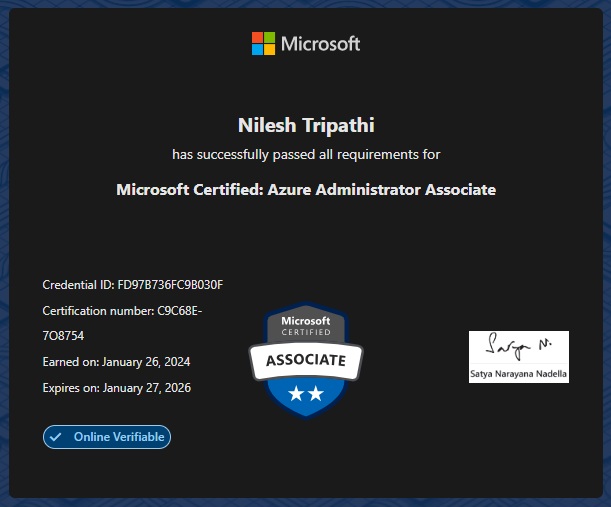 Microsoft
Nilesh Tripathi
has successfully passed all requirements for
Microsoft Certified: Azure Administrator Associate
Credential ID: FD97B736FC9B030F
Certification number: C9C68E-
7O8754
Earned on: January 26, 2024
Expires on: January 27, 2026
Online Verifiable
Microsoft
CERTIFIED
ASSOCIATE
Satya N.
Satya Narayana Nadella